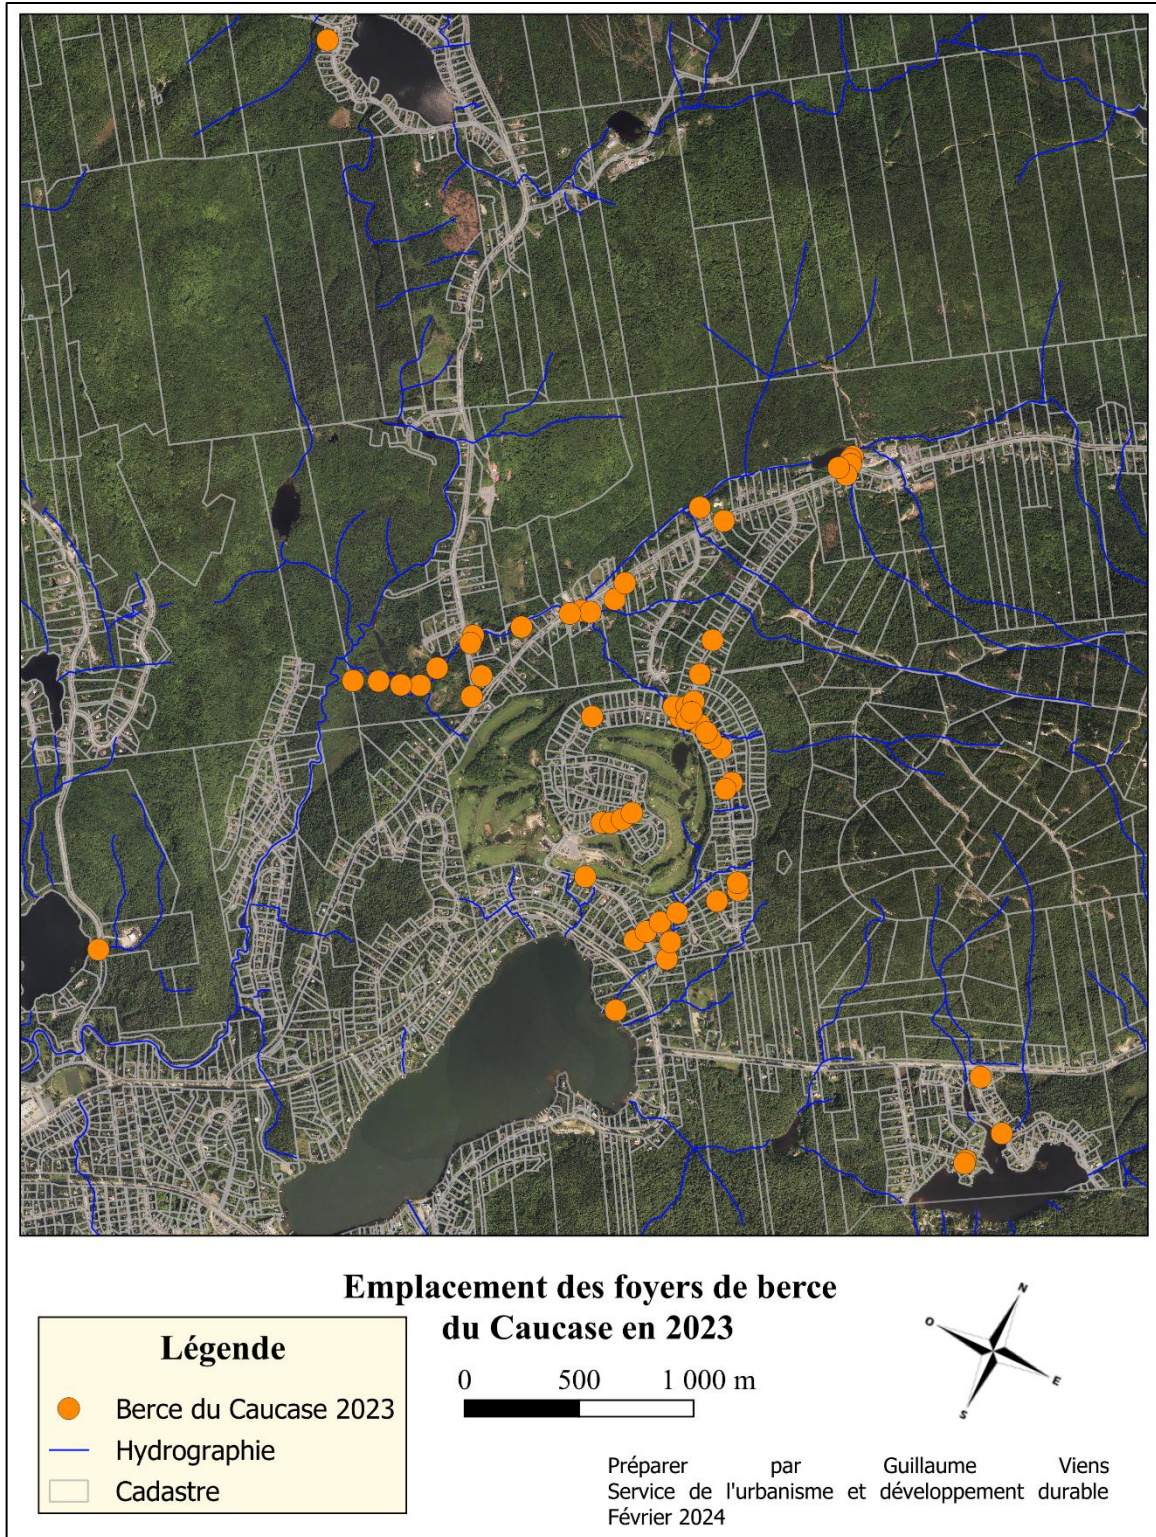 Emplacement des foyers de berce
du Caucase en 2023
Légende
Berce du Caucase 2023
Hydrographie
Cadastre
0 500 1 000 m
N
O
E
S
Préparer par Guillaume Viens
Service de l'urbanisme et développement durable
Février 2024